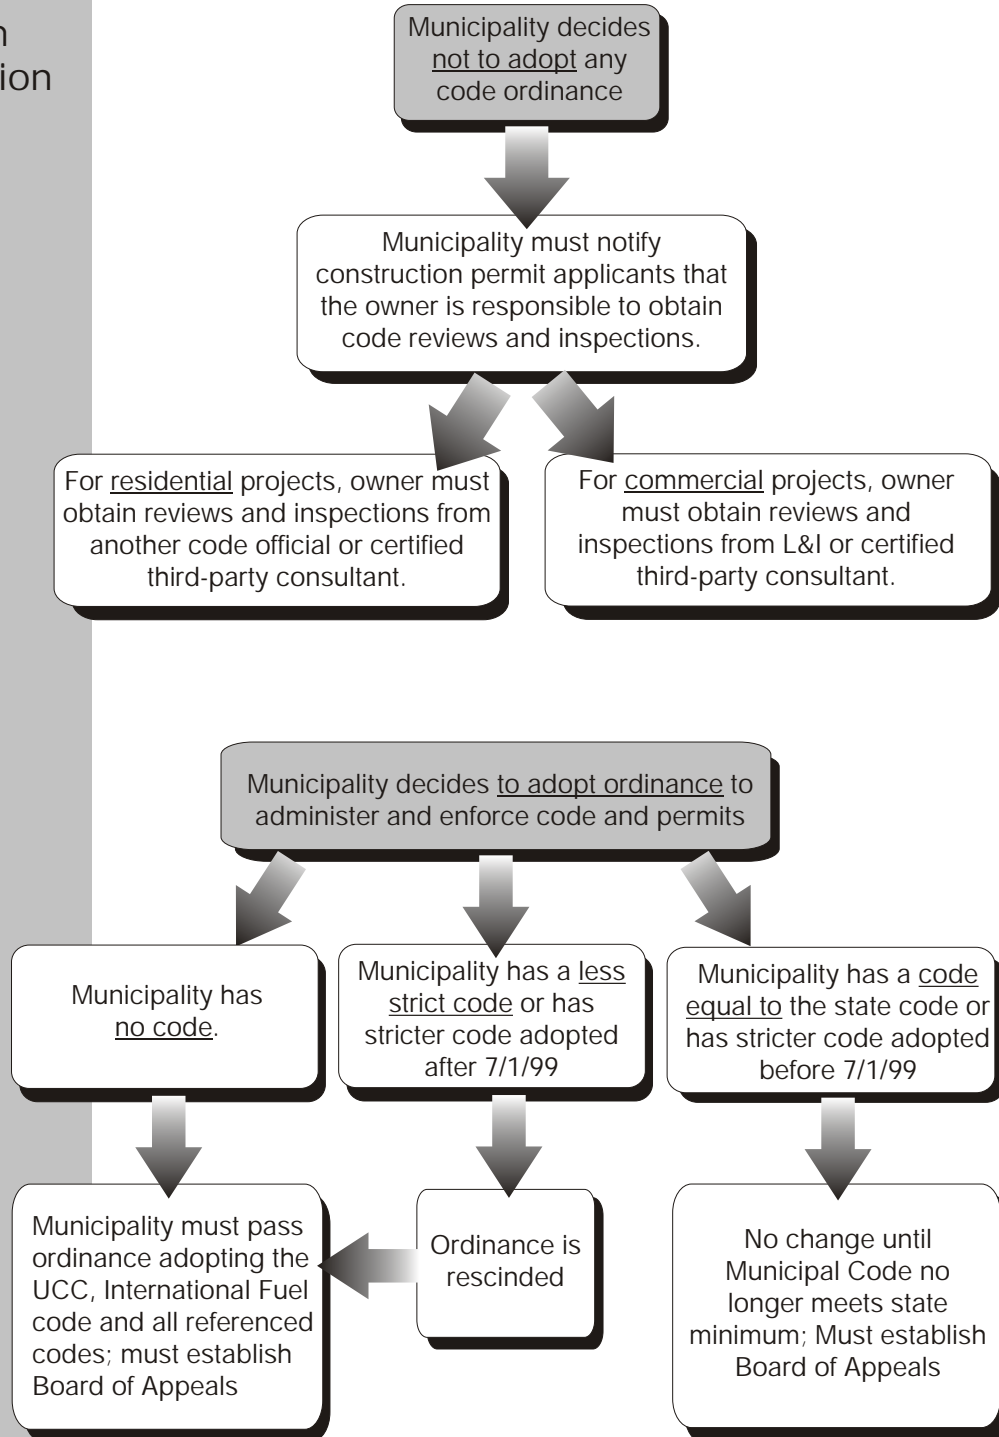 n
ion
Municipality decides
not to adopt any
code ordinance
Municipality must notify
construction permit applicants that
the owner is responsible to obtain
code reviews and inspections.
For residential projects, owner must
obtain reviews and inspections from
another code official or certified
third-party consultant.
For commercial projects, owner
must obtain reviews and
inspections from L&I or certified
third-party consultant.
Municipality decides to adopt ordinance to
administer and enforce code and permits
Municipality has
no code.
Municipality has a less
strict code or has
stricter code adopted
after 7/1/99
Municipality has a code
equal to the state code or
has stricter code adopted
before 7/1/99
Municipality must pass
ordinance adopting the
UCC, International Fuel
code and all referenced
codes; must establish
Board of Appeals
Ordinance is
rescinded
No change until
Municipal Code no
longer meets state
minimum; Must establish
Board of Appeals